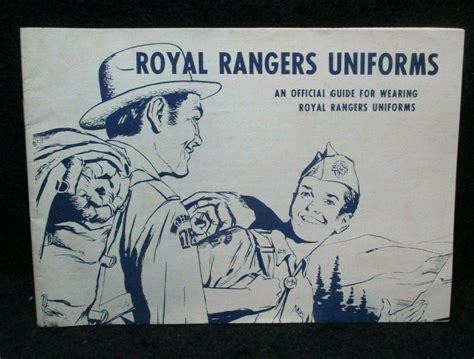 ROYAL RANGERS UNIFORMS
AN OFFICIAL GUIDE FOR WEARING
ROYAL RANGERS UNIFORMS